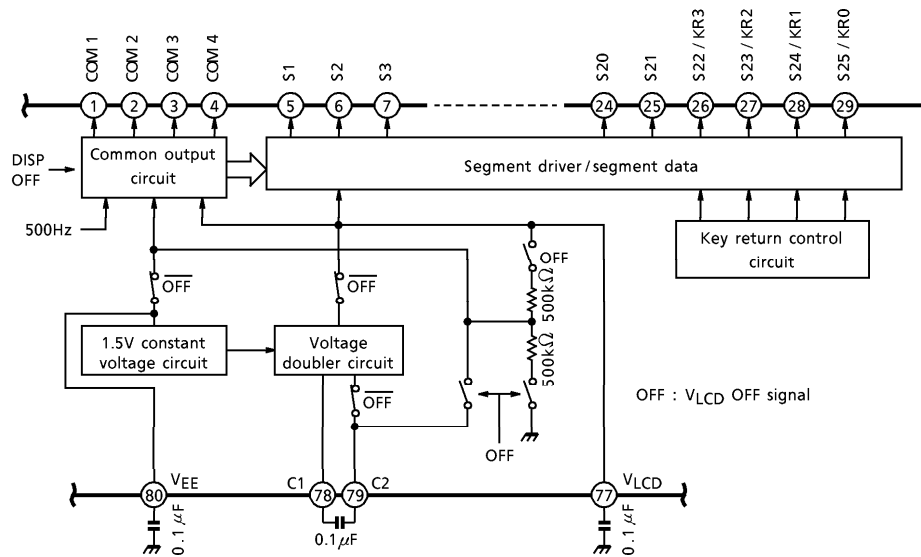 COM 1 COM 2 COM 3 COM 4 S1 S2 S3 S20 S21 S22 / KR3 S23 / KR2 S24 / KR1 S25 / KR0
1 2 3 4 5 6 7 24 25 26 27 28 29
DISP
OFF
Common output
circuit
Segment driver / segment data
500Hz
Key return control
circuit
OFF
OFF
OFF
500kΩ
500kΩ
1.5V constant
voltage circuit
Voltage
doubler circuit
OFF
OFF
OFF : VLCD OFF signal
VEE C1 C2 VLCD
80 78 79 77
0.1 μF
0.1μF
0.1 μF